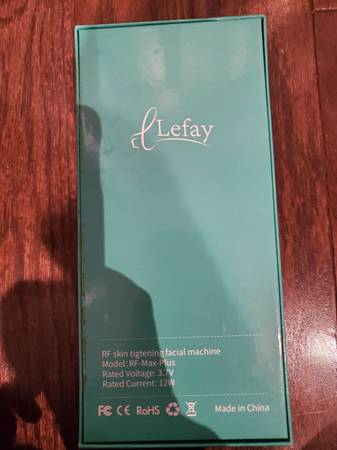 Lefay
RF skin tigtening facial machine
Model: RF-Max-Plus
Rated Voltage: 3.7V
Rated Current: 12W
FC CE RoHS
Made in China